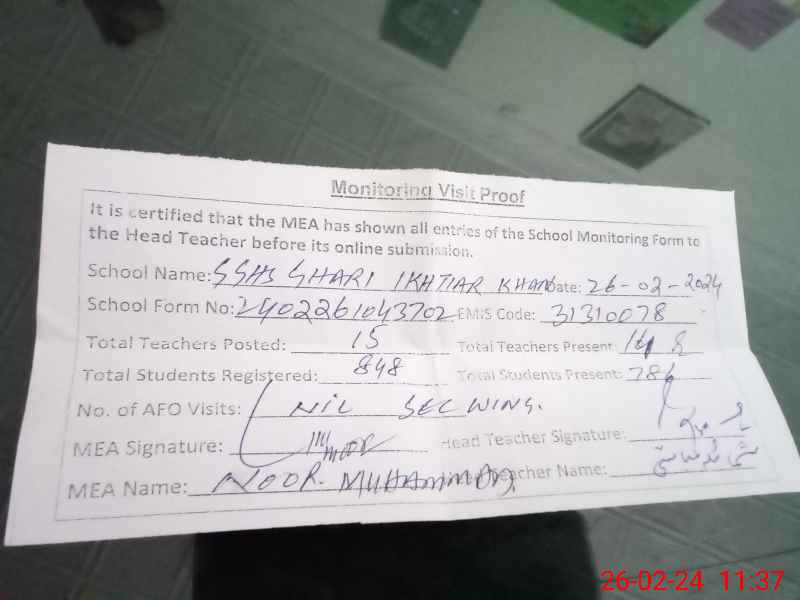 Monitoring Visit Proof
It is certified that the MEA has shown all entries of the School Monitoring Form to
the Head Teacher before its online submission.
School Name: GGHS GHARI IKHTIAR KHAN Date: 26-02-2024
School Form No: 2402261043702 EMIS Code: 31310078
Total Teachers Posted: 15 Total Teachers Present: 14
Total Students Registered: 848 Total Students Present: 786
No. of AFO Visits: NIL SEC WING.
MEA Signature: Head Teacher Signature:
MEA Name: NOOR MUHAMMAD Teacher Name:
26-02-24 11:37